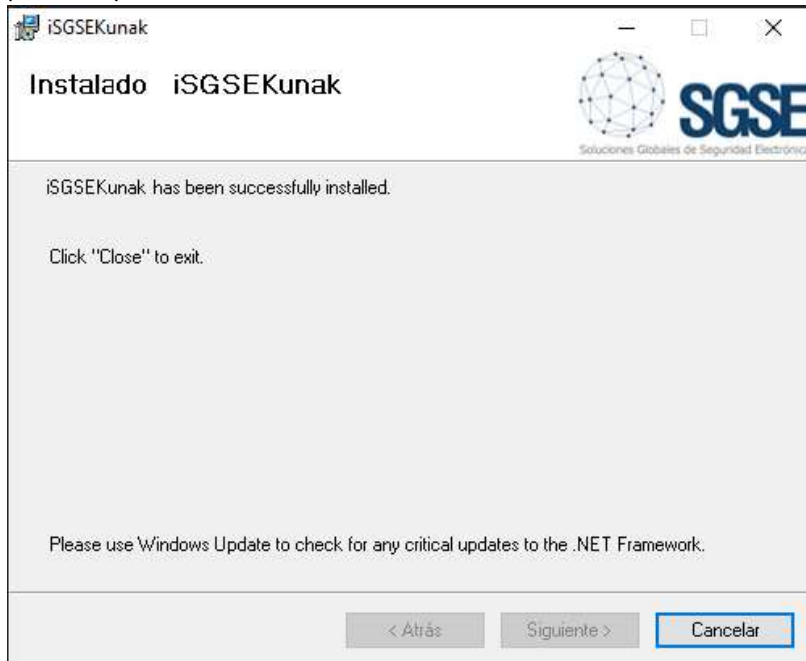 iSGSEKunak
Instalado iSGSEKunak
SGSE
Soluciones Globales de Seguridad Electrónica
iSGSEKunak has been successfully installed.
Click "Close" to exit.
Please use Windows Update to check for any critical updates to the .NET Framework.
< Atrás Siguiente > Cancelar